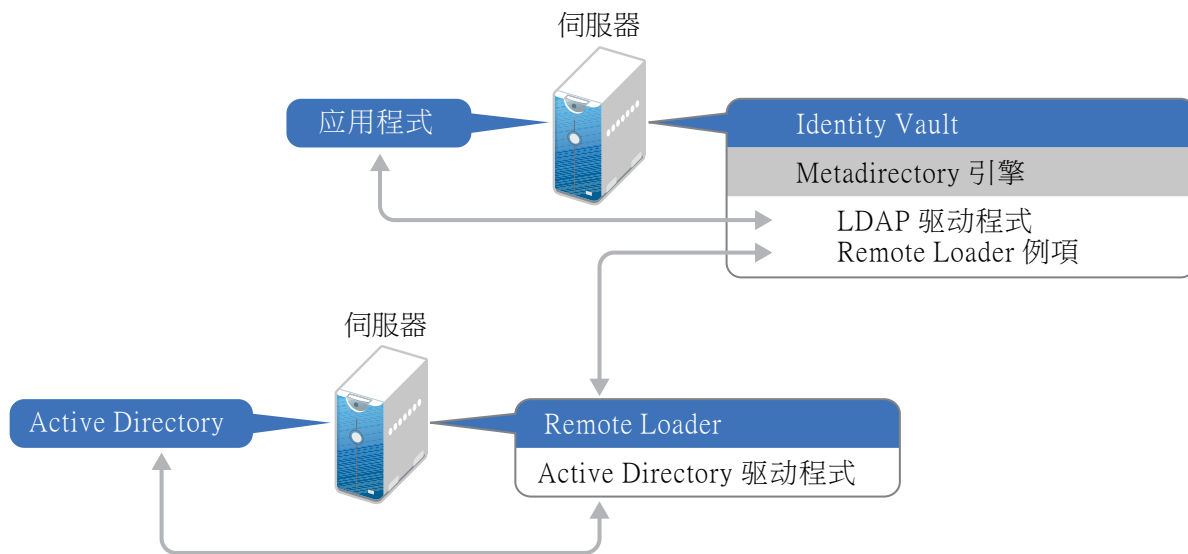 伺服器
应用程式
Identity Vault
Metadirectory 引擎
LDAP 驱动程式
Remote Loader 例項
伺服器
Active Directory
Remote Loader
Active Directory 驱动程式